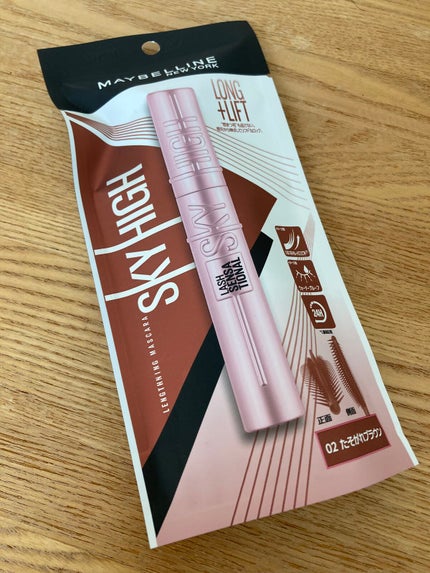 MAYBELLINE
NEW YORK
LONG
+LIFT
SKY HIGH
LENGTHNING MASCARA
LASH
SENSA
TIONAL
SKY HIGH
24H
正面
側面
02 たそがれブラウン